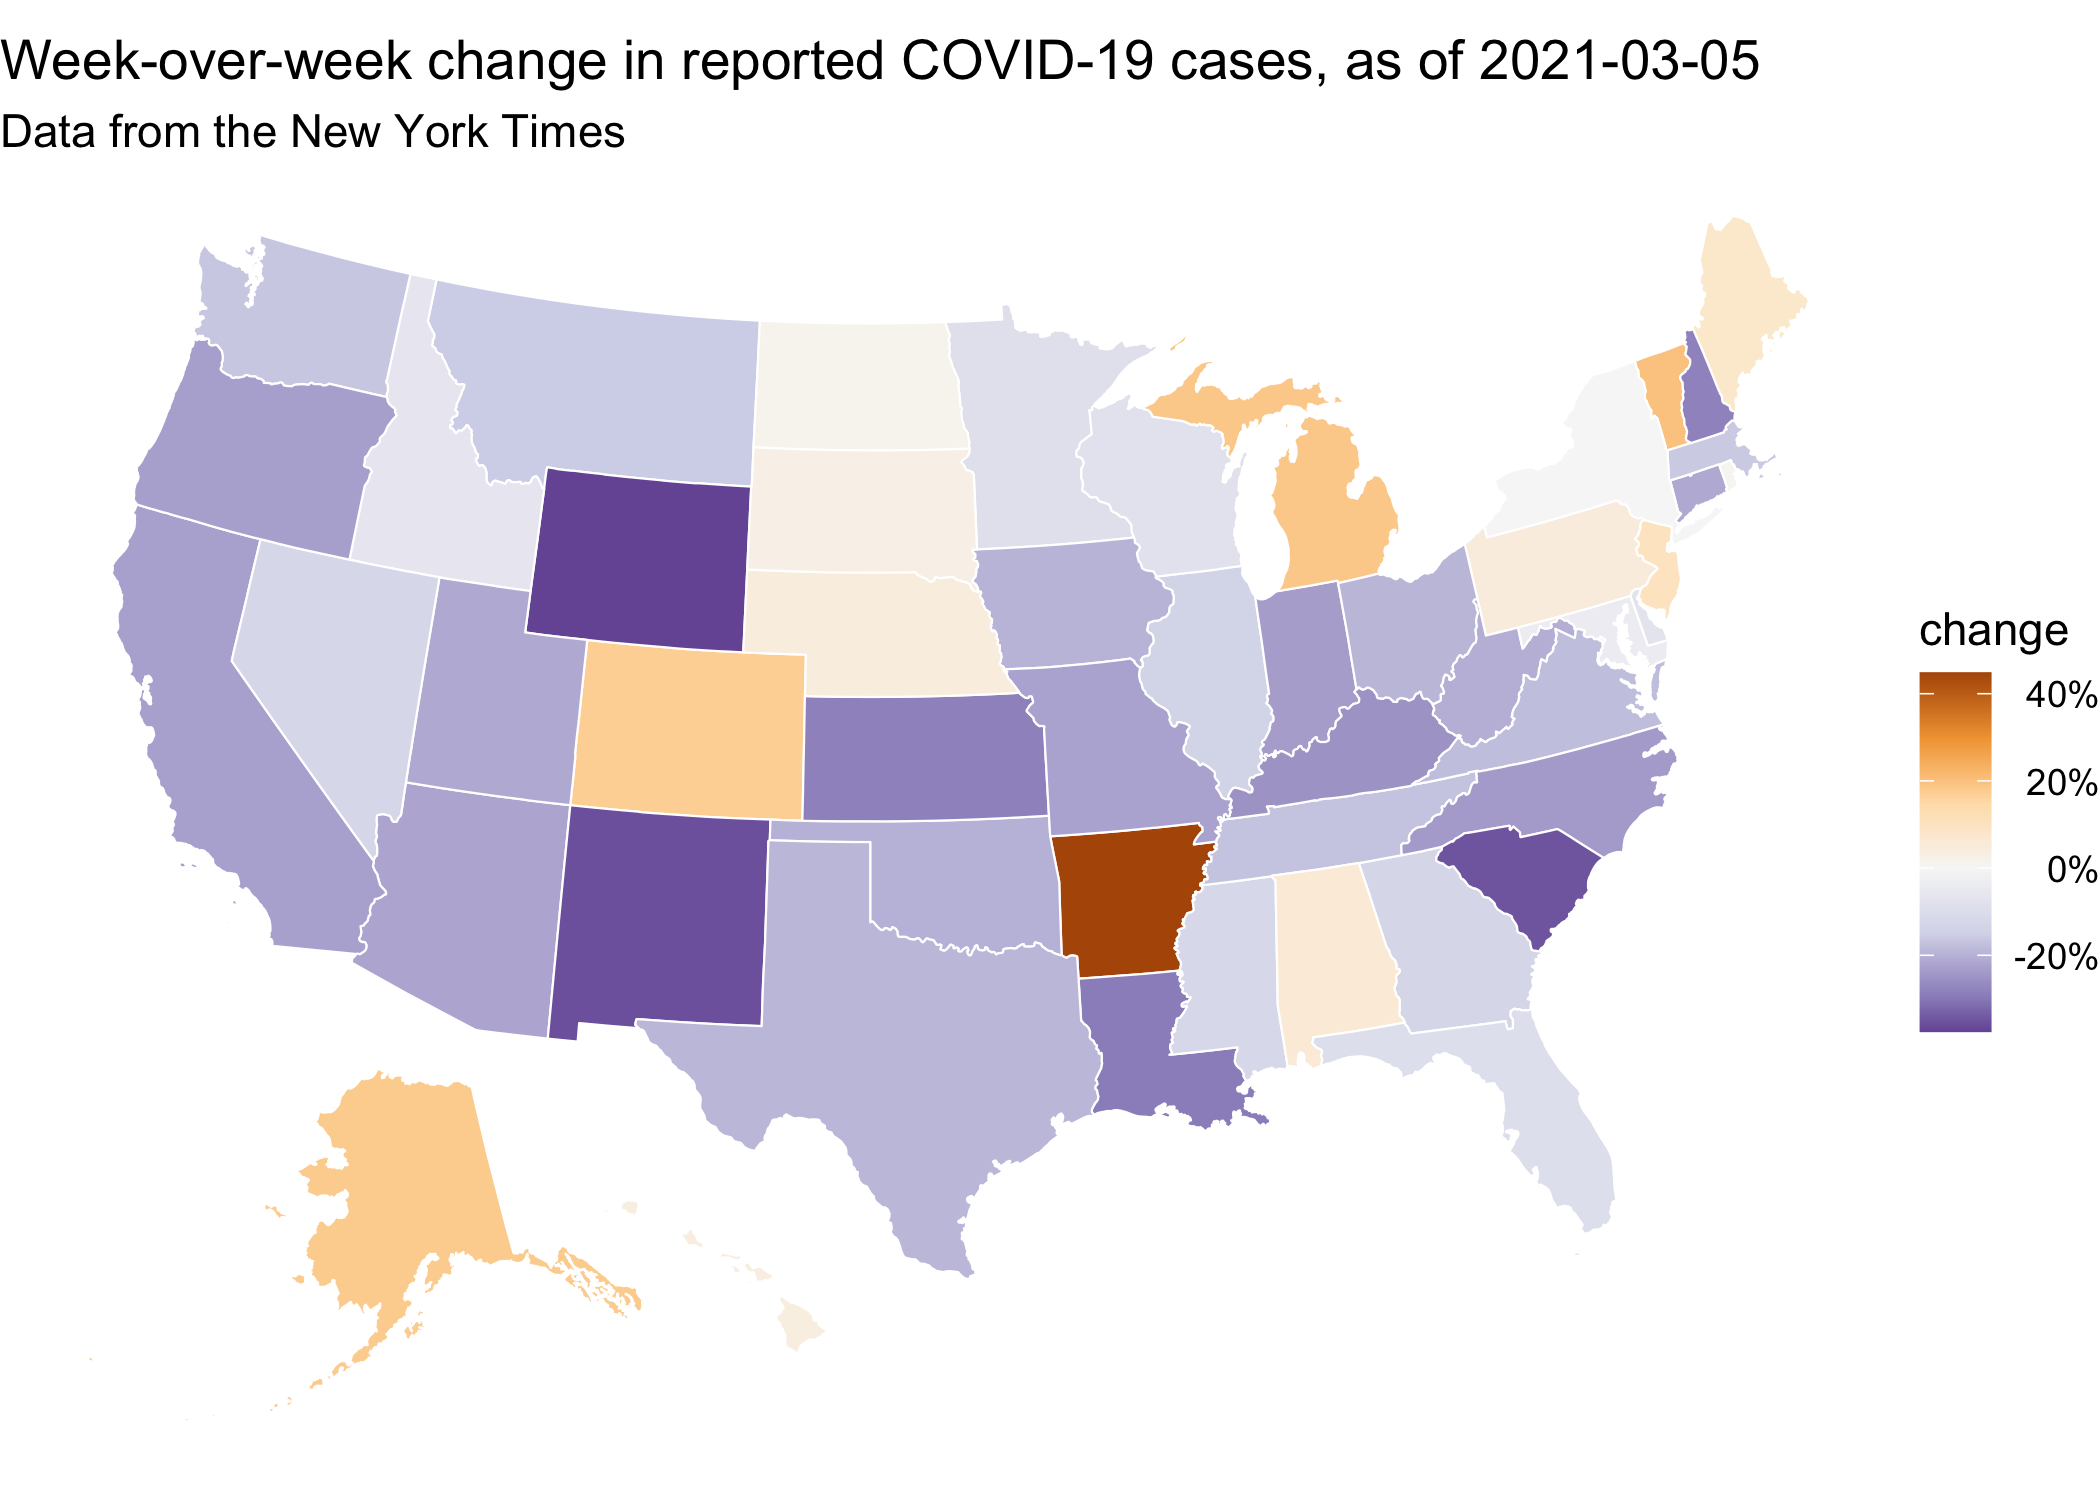 Week-over-week change in reported COVID-19 cases, as of 2021-03-05
Data from the New York Times
change
40%
20%
0%
-20%